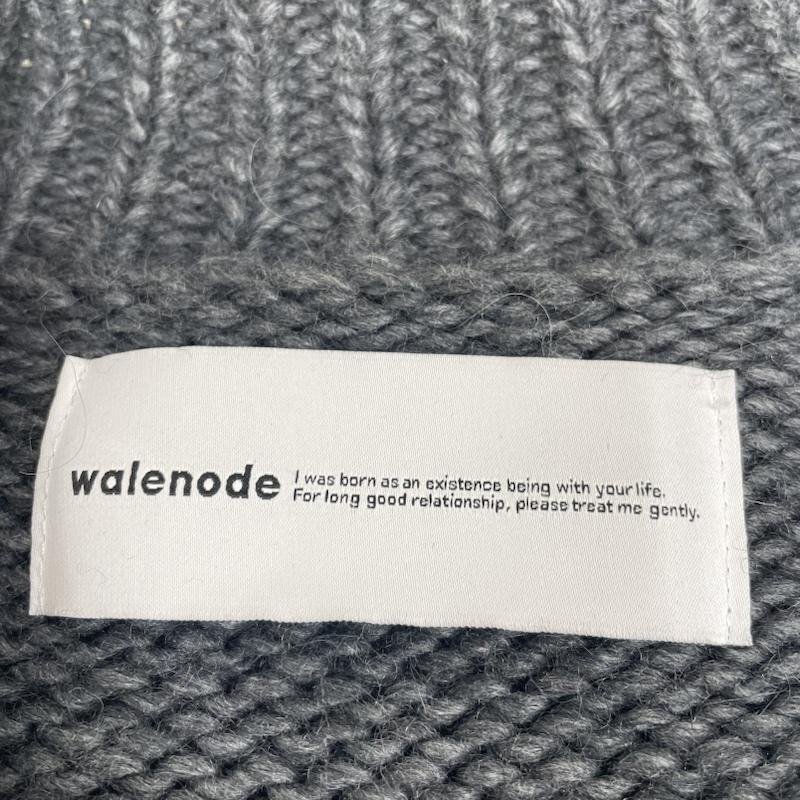 walenode
I was born as an existence being with your life.
For long good relationship, please treat me gently.